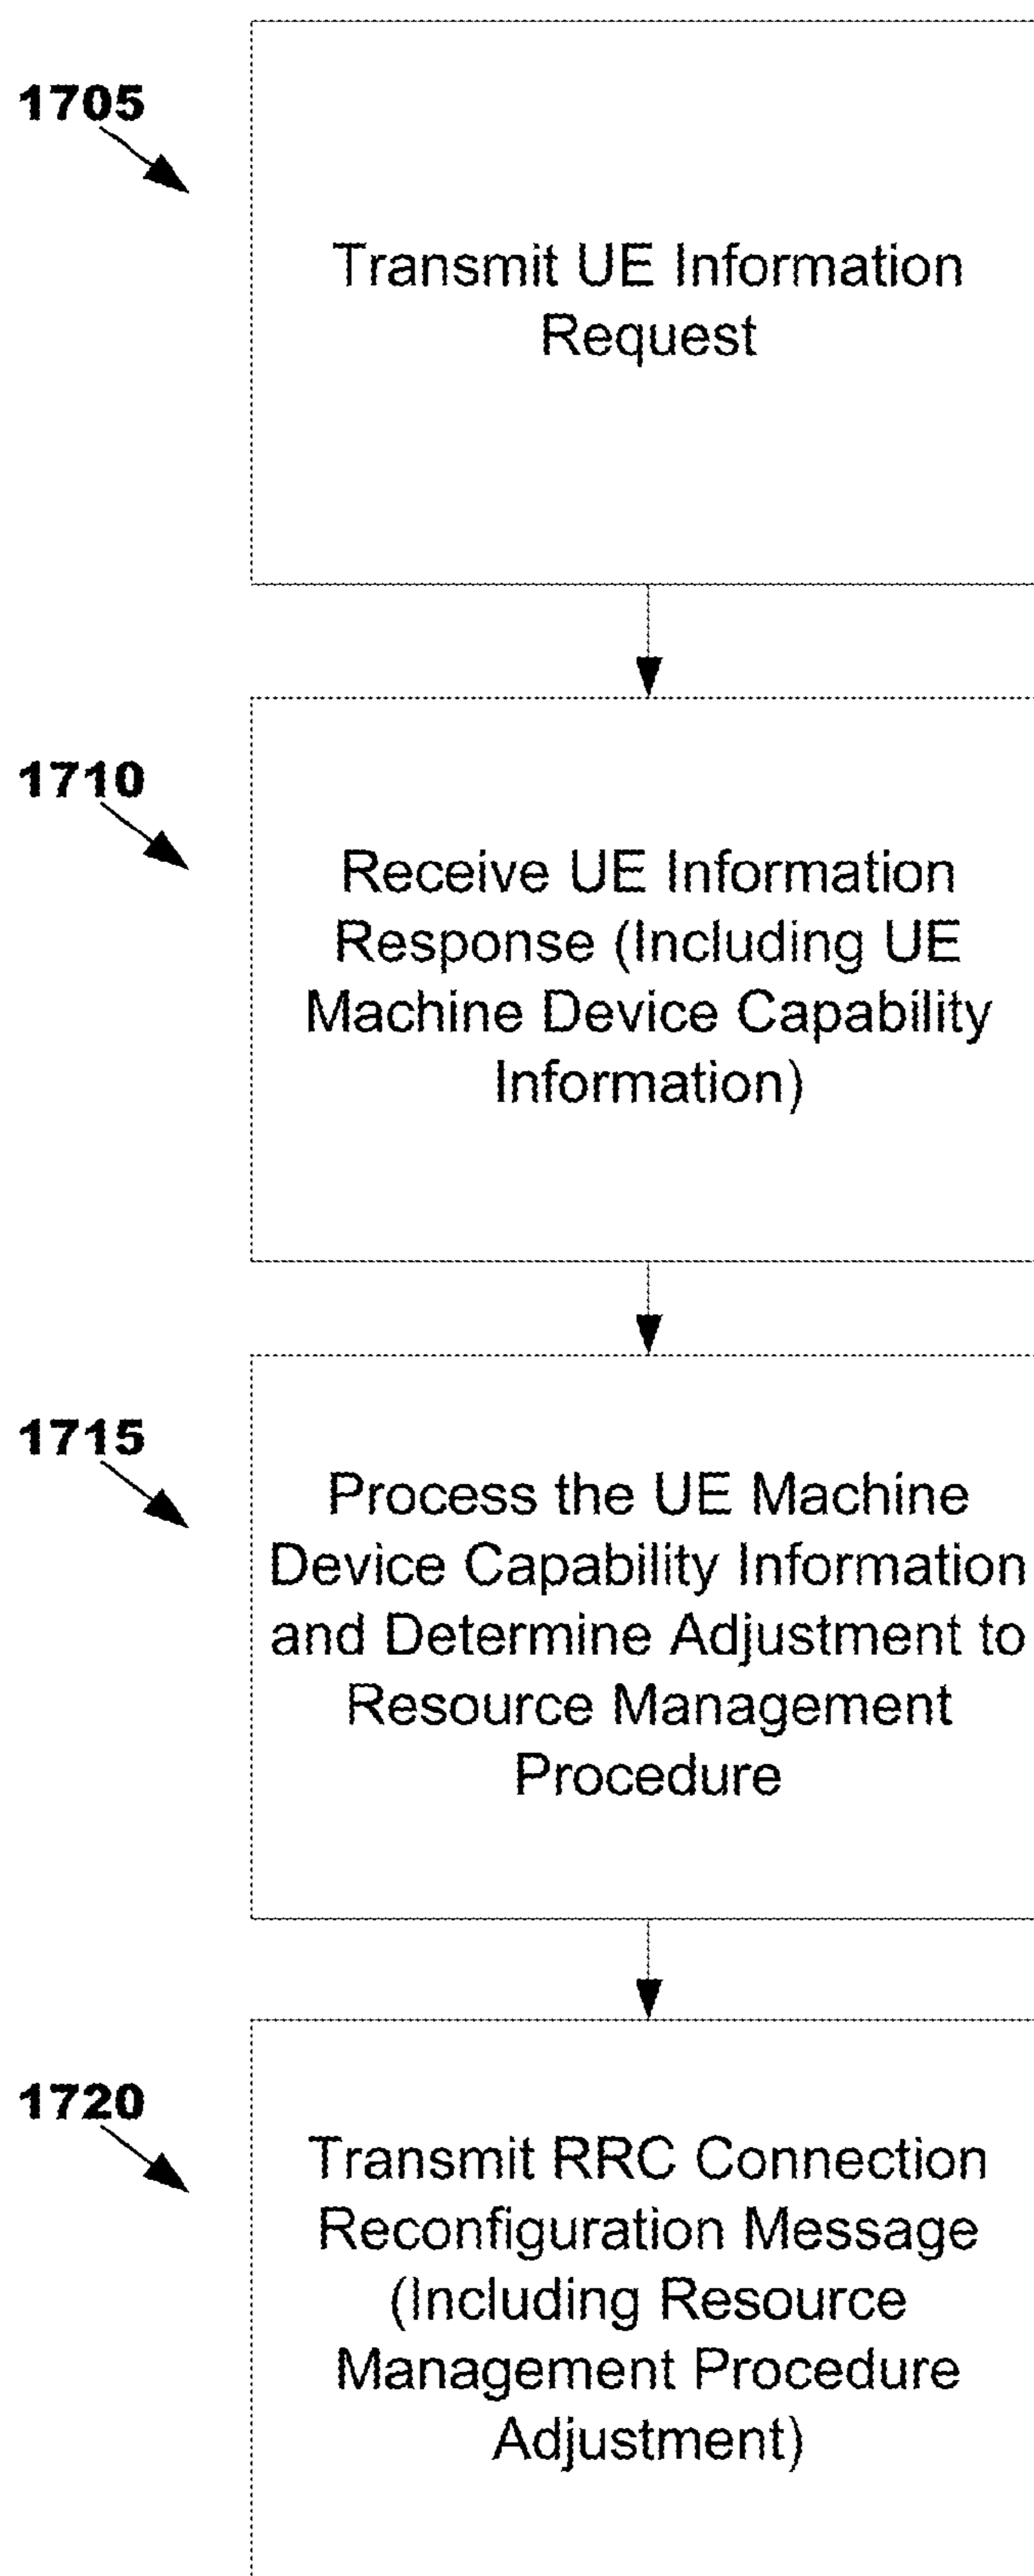 1705
Transmit UE Information
Request
1710
Receive UE Information
Response (Including UE
Machine Device Capability
Information)
1715
Process the UE Machine
Device Capability Information
and Determine Adjustment to
Resource Management
Procedure
1720
Transmit RRC Connection
Reconfiguration Message
(Including Resource
Management Procedure
Adjustment)